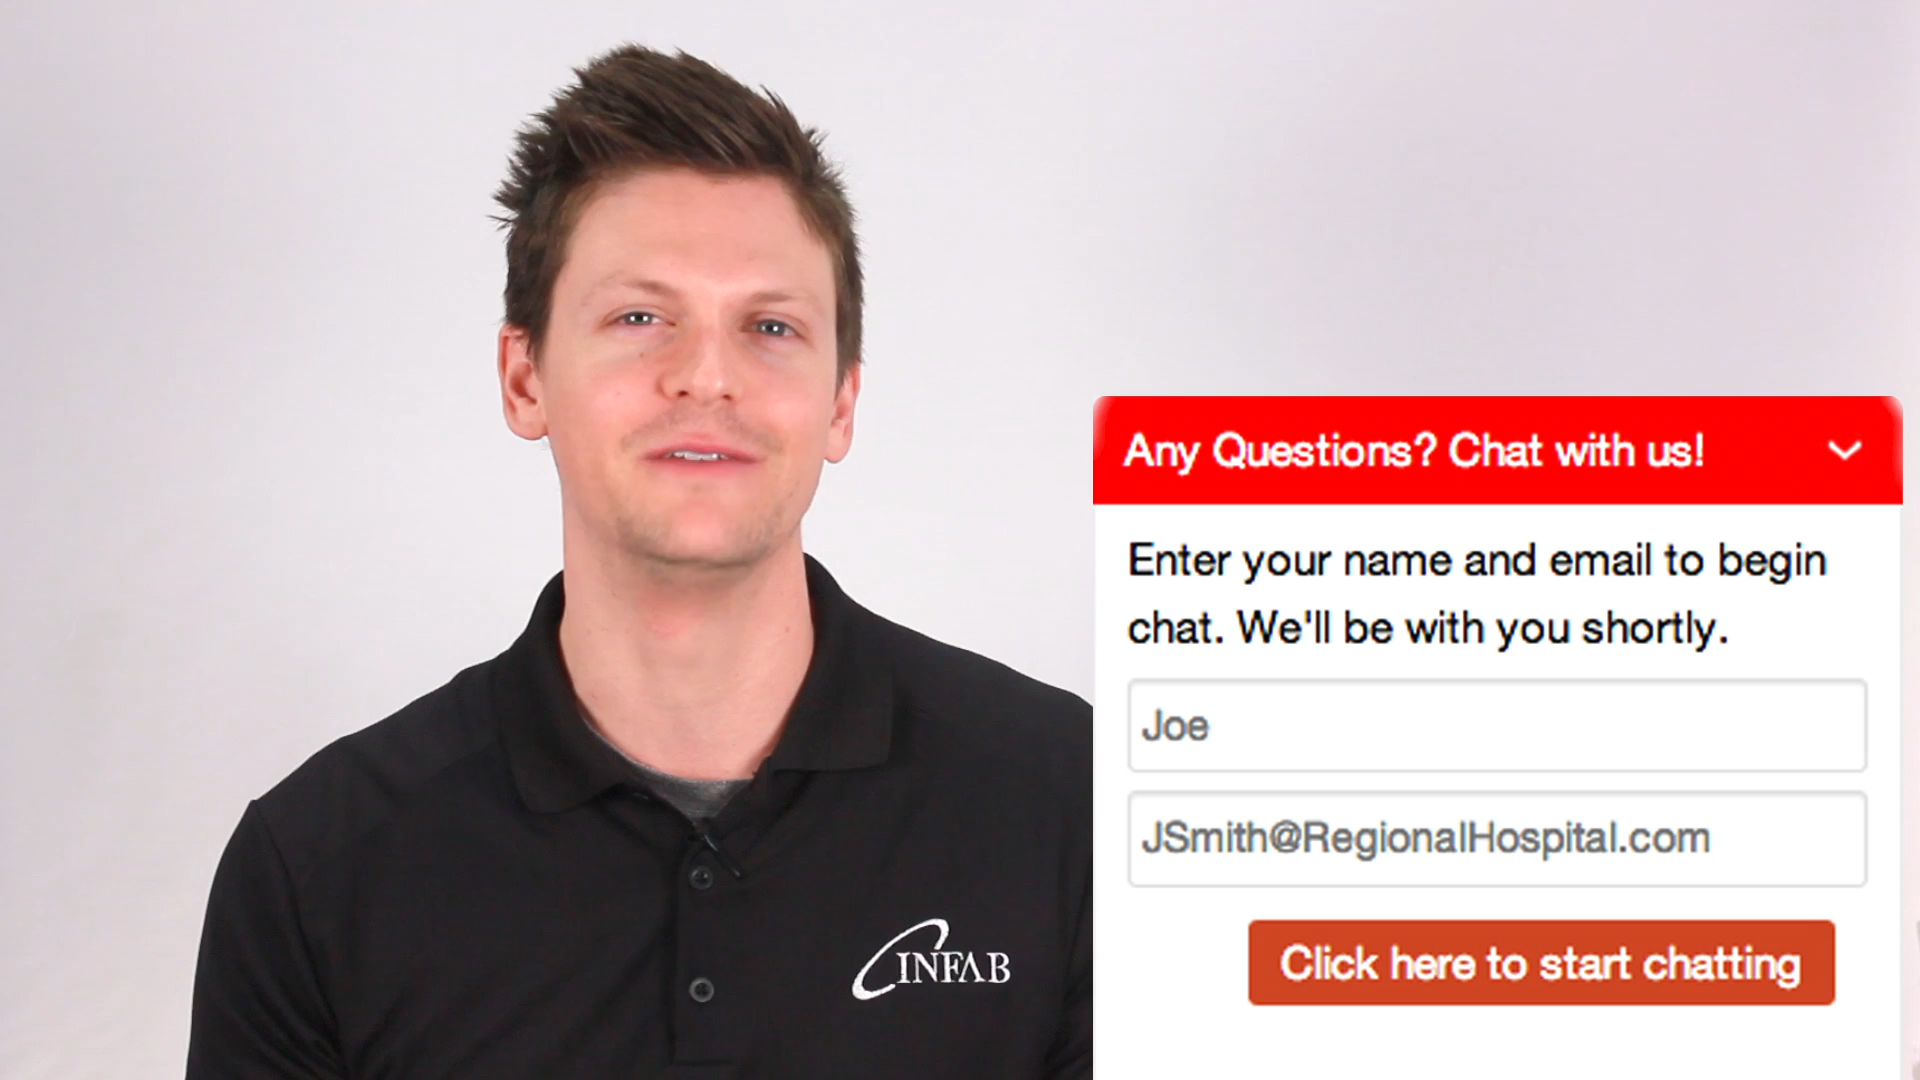 Any Questions? Chat with us!
Enter your name and email to begin
chat. We'll be with you shortly.
Joe
JSmith@RegionalHospital.com
Click here to start chatting
INFAB